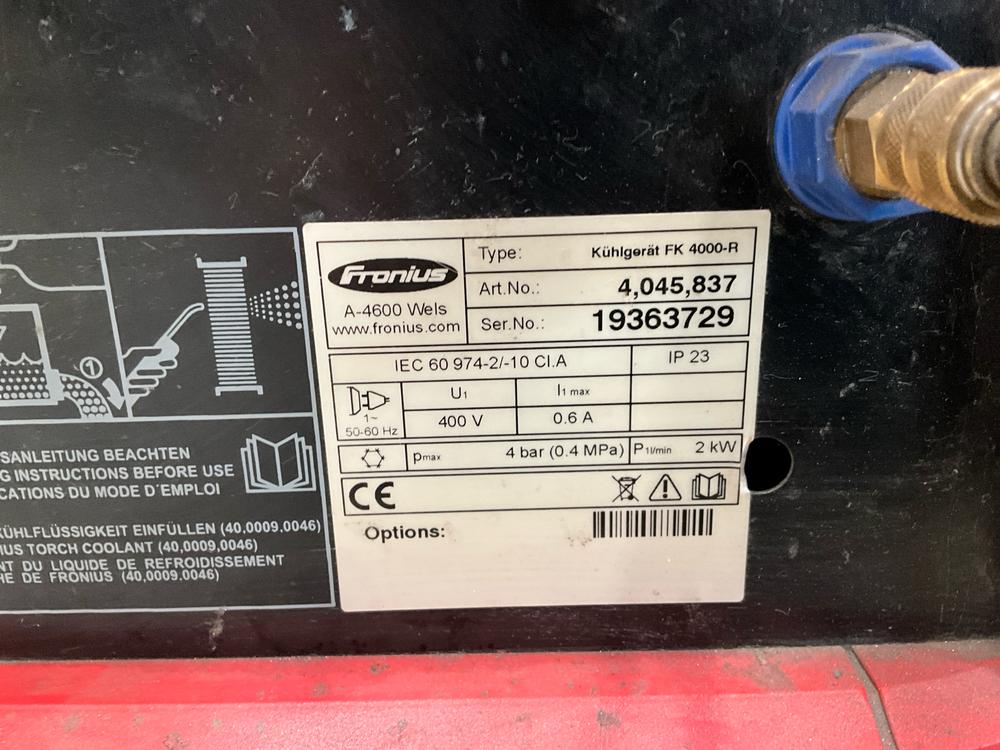 Fronius
A-4600 Wels
www.fronius.com
Type: Kühlgerät FK 4000-R
Art.No.: 4,045,837
Ser.No.: 19363729
IEC 60 974-2/-10 Cl.A IP 23
1~
50-60 Hz
U1 I1 max
400 V 0.6 A
pmax 4 bar (0.4 MPa) P1l/min 2 kW
CE
Options:
1
SANLEITUNG BEACHTEN
G INSTRUCTIONS BEFORE USE
CATIONS DU MODE D´EMPLOI
KÜHLFLÜSSIGKEIT EINFÜLLEN (40,0009,0046)
IUS TORCH COOLANT (40,0009,0046)
NT DU LIQUIDE DE REFROIDISSEMENT
HE DE FRONIUS (40,0009,0046)